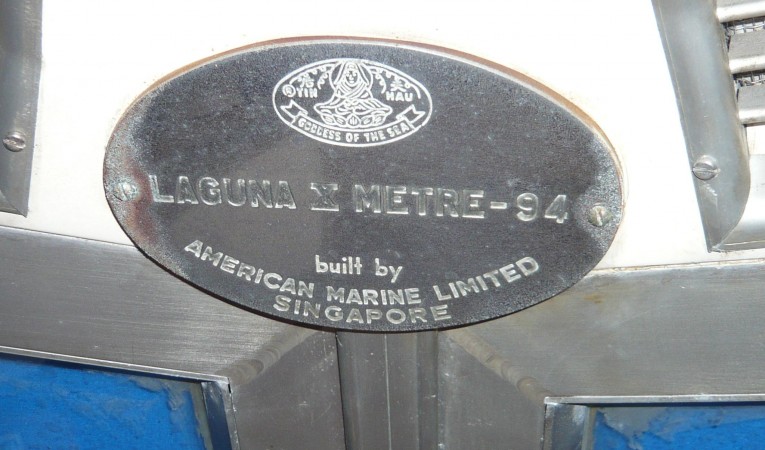 ® YIN HAU
GODDESS OF THE SEA
LAGUNA X METRE-94
built by
AMERICAN MARINE LIMITED
SINGAPORE